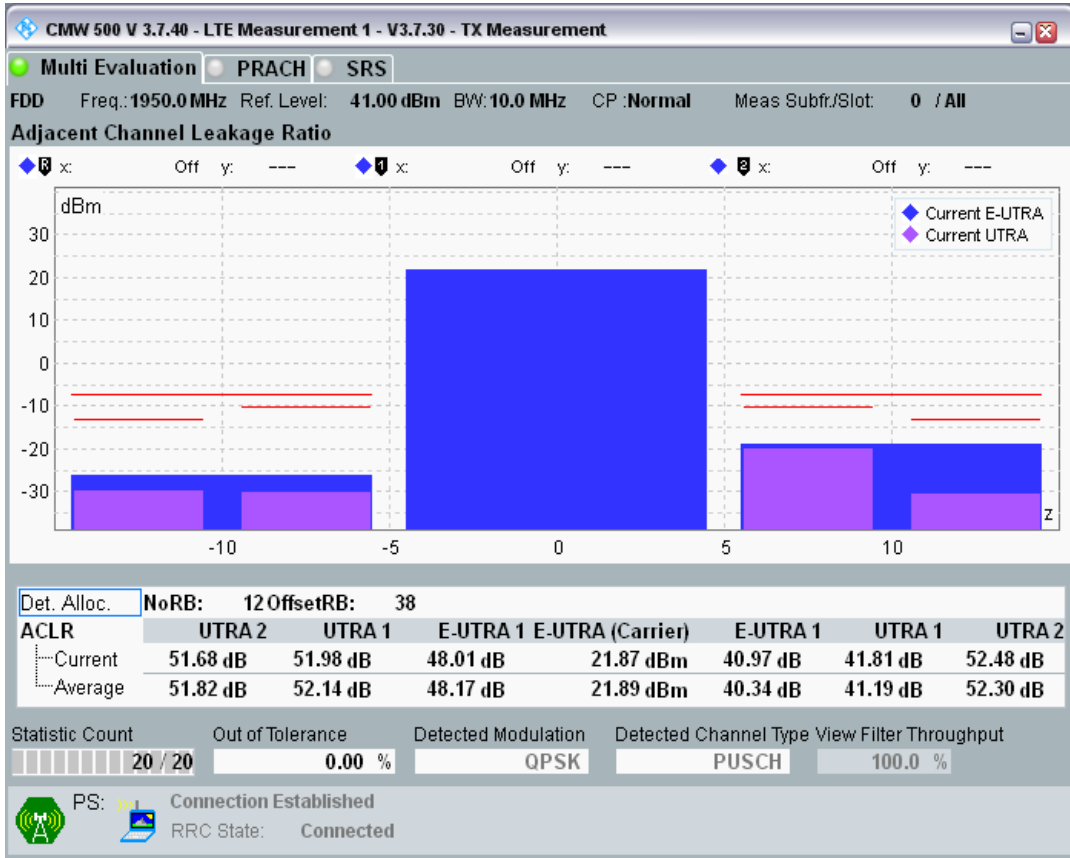 CMW 500 V 3.7.40 - LTE Measurement 1 - V3.7.30 - TX Measurement
Multi Evaluation PRACH SRS
FDD Freq.: 1950.0 MHz Ref. Level: 41.00 dBm BW: 10.0 MHz CP :Normal Meas Subfr./Slot: 0 / All
Adjacent Channel Leakage Ratio
R x: Off y: --- 1 x: Off y: --- 2 x: Off y: ---
dBm
Current E-UTRA
Current UTRA
30
20
10
0
-10
-20
-30
z
-10 -5 0 5 10
Det. Alloc. NoRB: 12 OffsetRB: 38
ACLR UTRA 2 UTRA 1 E-UTRA 1 E-UTRA (Carrier) E-UTRA 1 UTRA 1 UTRA 2
Current 51.68 dB 51.98 dB 48.01 dB 21.87 dBm 40.97 dB 41.81 dB 52.48 dB
Average 51.82 dB 52.14 dB 48.17 dB 21.89 dBm 40.34 dB 41.19 dB 52.30 dB
Statistic Count Out of Tolerance Detected Modulation Detected Channel Type View Filter Throughput
20 / 20 0.00 % QPSK PUSCH 100.0 %
PS: Connection Established
RRC State: Connected